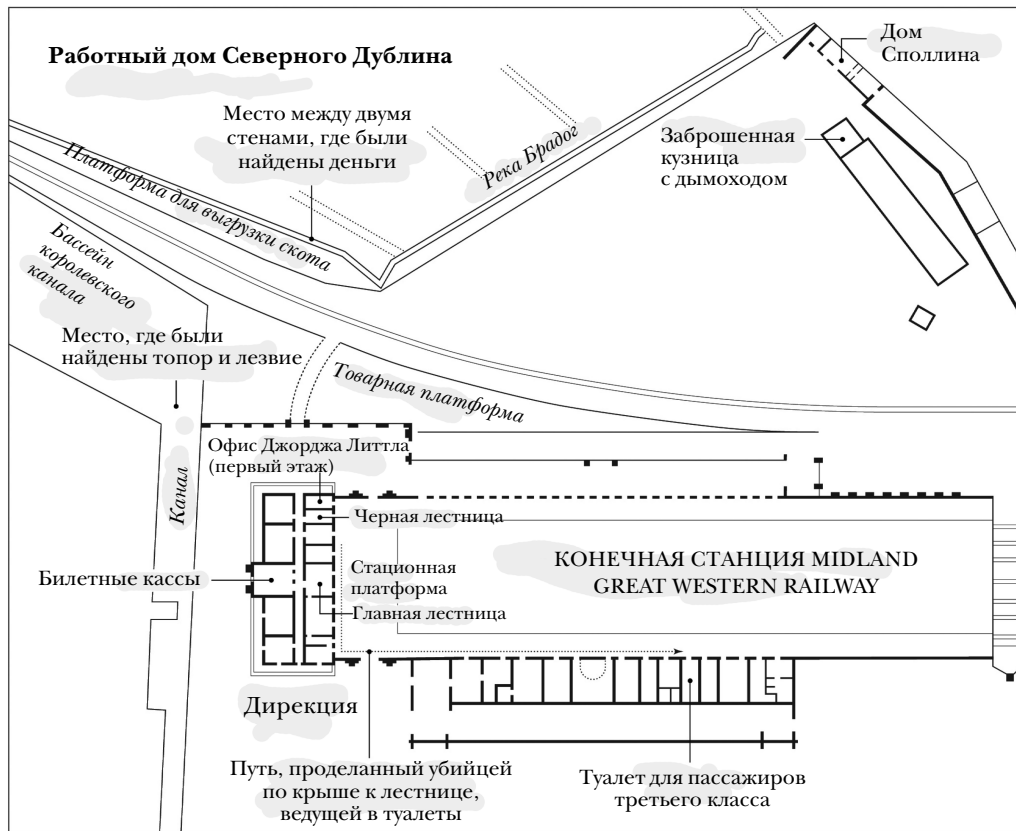 Работный дом Северного Дублина
Дом
Споллина
Место между двумя
стенами, где были
найдены деньги
Река Брадог
Заброшенная
кузница
с дымоходом
Платформа для выгрузки скота
Бассейн
королевского
канала
Место, где были
найдены топор и лезвие
Товарная платформа
Офис Джорджа Литтла
(первый этаж)
Канал
Черная лестница
КОНЕЧНАЯ СТАНЦИЯ MIDLAND
GREAT WESTERN RAILWAY
Стационная
платформа
Билетные кассы
Главная лестница
Дирекция
Путь, проделанный убийцей
по крыше к лестнице,
ведущей в туалеты
Туалет для пассажиров
третьего класса